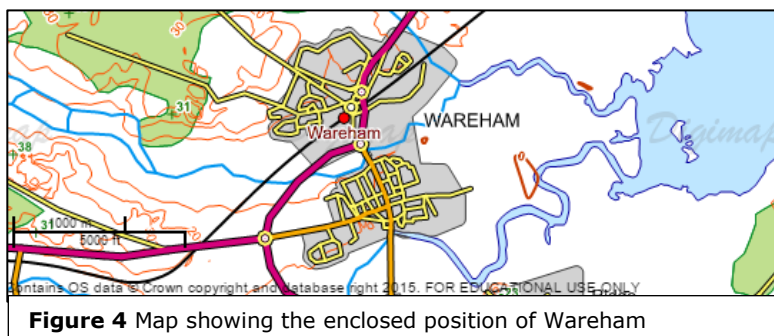 30
30
31
Wareham
WAREHAM
Digimap
38
31
1000 m
5000 ft
Contains OS data © Crown copyright and database right 2015. FOR EDUCATIONAL USE ONLY
Figure 4 Map showing the enclosed position of Wareham